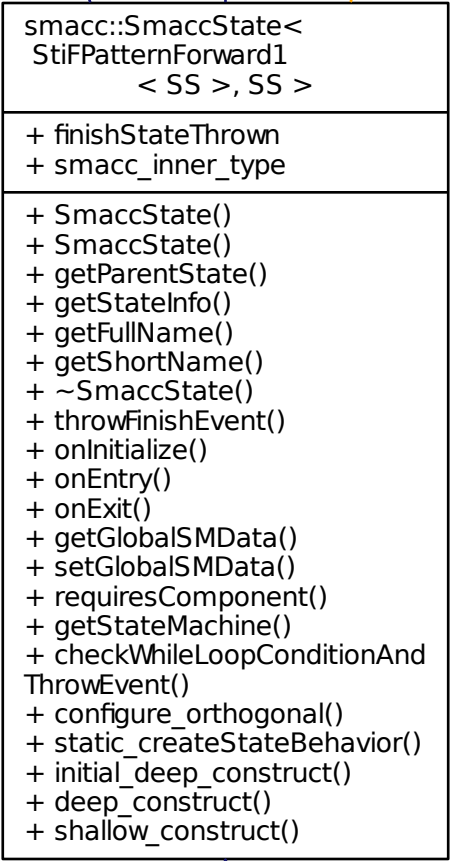 smacc::SmaccState<
StiFPatternForward1
< SS >, SS >
+ finishStateThrown
+ smacc_inner_type
+ SmaccState()
+ SmaccState()
+ getParentState()
+ getStateInfo()
+ getFullName()
+ getShortName()
+ ~SmaccState()
+ throwFinishEvent()
+ onInitialize()
+ onEntry()
+ onExit()
+ getGlobalSMData()
+ setGlobalSMData()
+ requiresComponent()
+ getStateMachine()
+ checkWhileLoopConditionAnd
ThrowEvent()
+ configure_orthogonal()
+ static_createStateBehavior()
+ initial_deep_construct()
+ deep_construct()
+ shallow_construct()